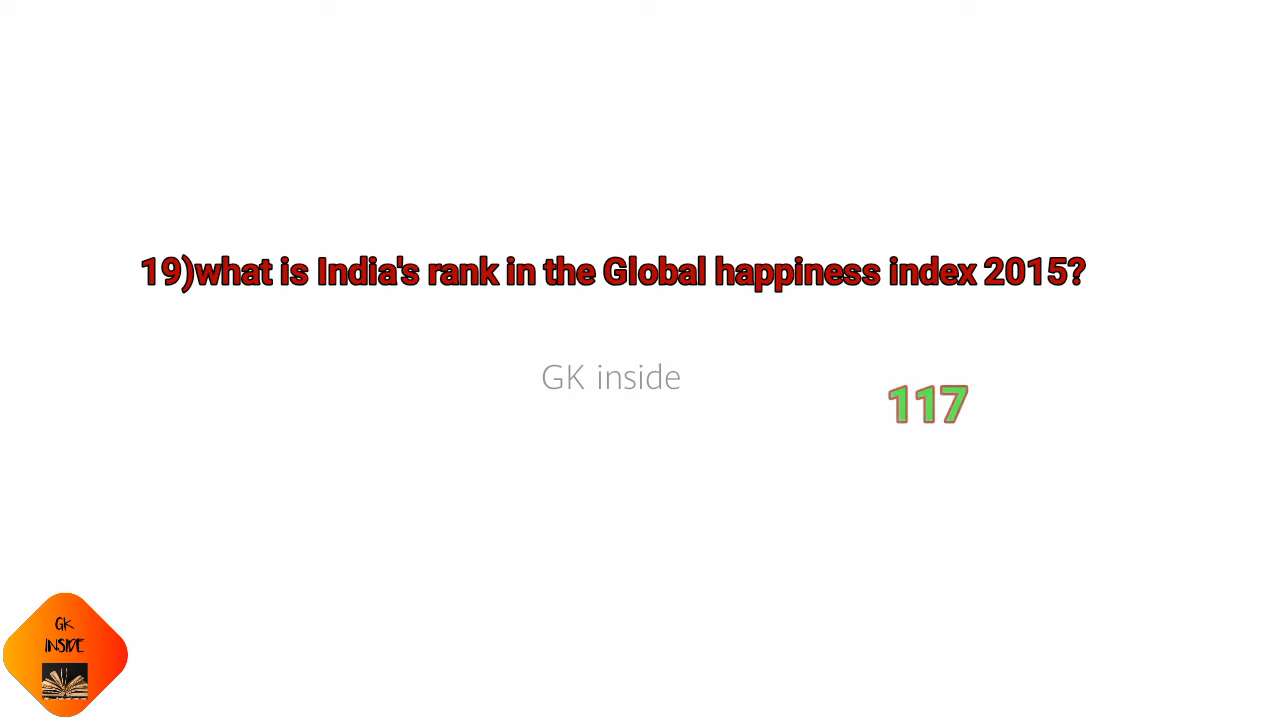 19)what is India's rank in the Global happiness index 2015?
GK inside
117
GK
INSIDE